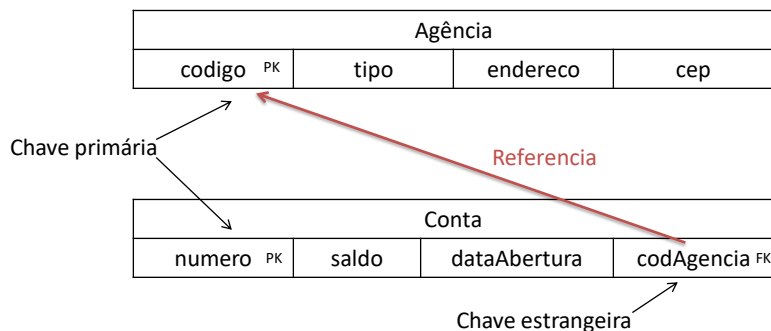 Agência
codigo PK tipo endereco cep
Chave primária
Referencia
Conta
numero PK saldo dataAbertura codAgencia FK
Chave estrangeira